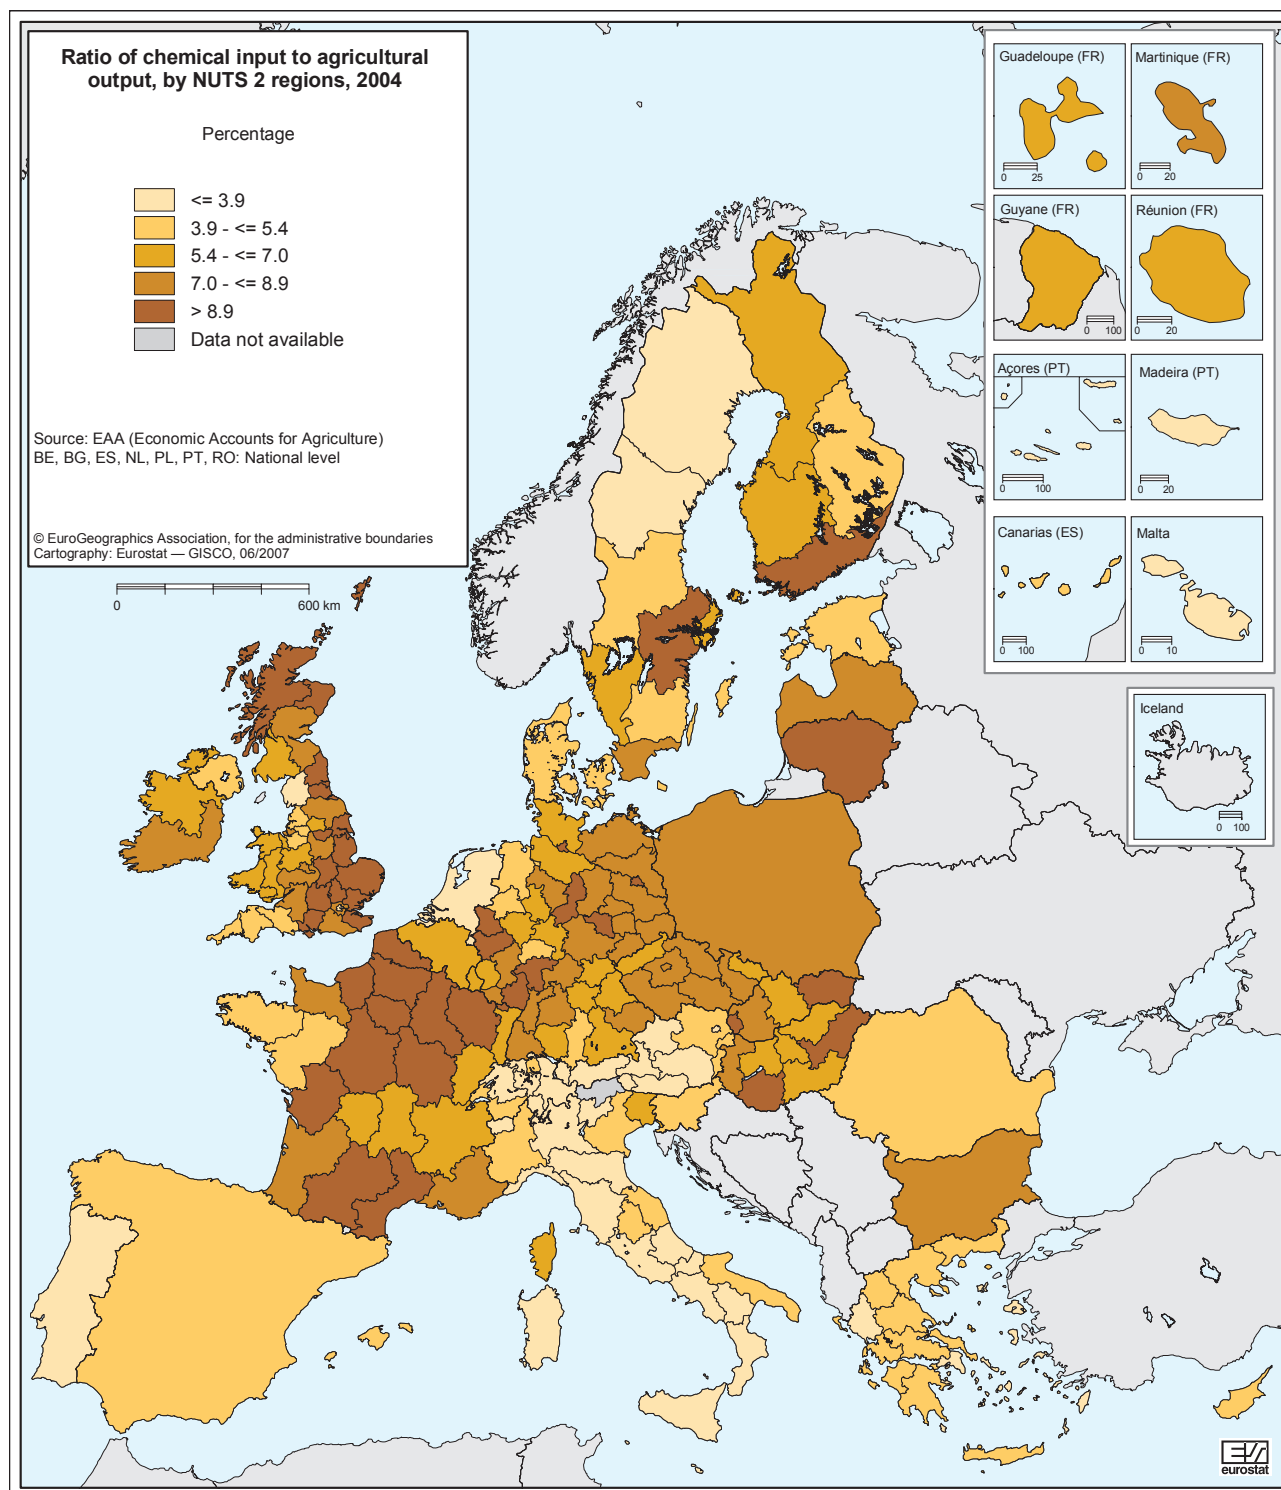 Ratio of chemical input to agricultural
output, by NUTS 2 regions, 2004
Percentage
<= 3.9
3.9 - <= 5.4
5.4 - <= 7.0
7.0 - <= 8.9
> 8.9
Data not available
Source: EAA (Economic Accounts for Agriculture)
BE, BG, ES, NL, PL, PT, RO: National level
© EuroGeographics Association, for the administrative boundaries
Cartography: Eurostat — GISCO, 06/2007
0 600 km
Guadeloupe (FR)
0 25
Martinique (FR)
0 20
Guyane (FR)
0 100
Réunion (FR)
0 20
Açores (PT)
0 100
Madeira (PT)
0 20
Canarias (ES)
0 100
Malta
0 10
Iceland
0 100
eurostat